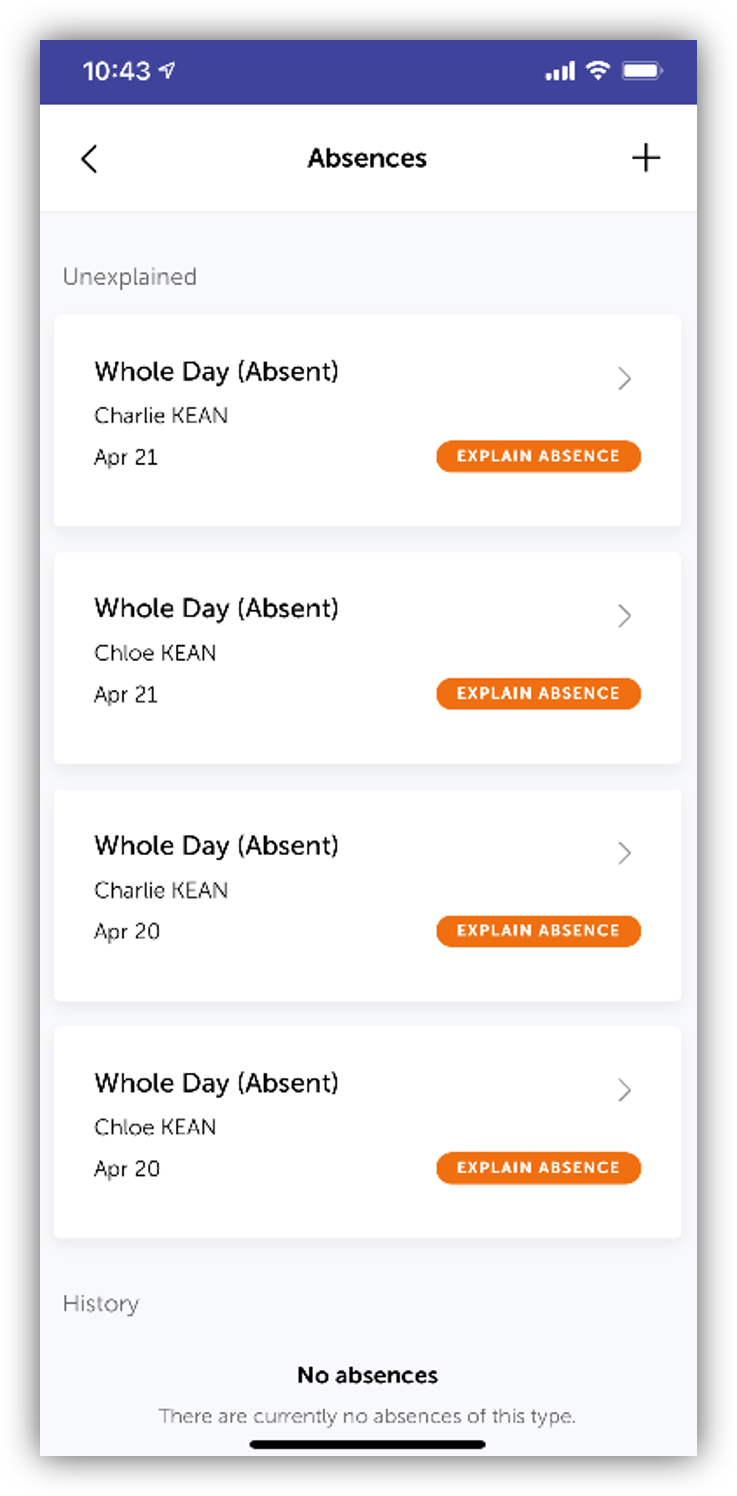 10:43
Absences
Unexplained
Whole Day (Absent)
Charlie KEAN
Apr 21
EXPLAIN ABSENCE
Whole Day (Absent)
Chloe KEAN
Apr 21
EXPLAIN ABSENCE
Whole Day (Absent)
Charlie KEAN
Apr 20
EXPLAIN ABSENCE
Whole Day (Absent)
Chloe KEAN
Apr 20
EXPLAIN ABSENCE
History
No absences
There are currently no absences of this type.